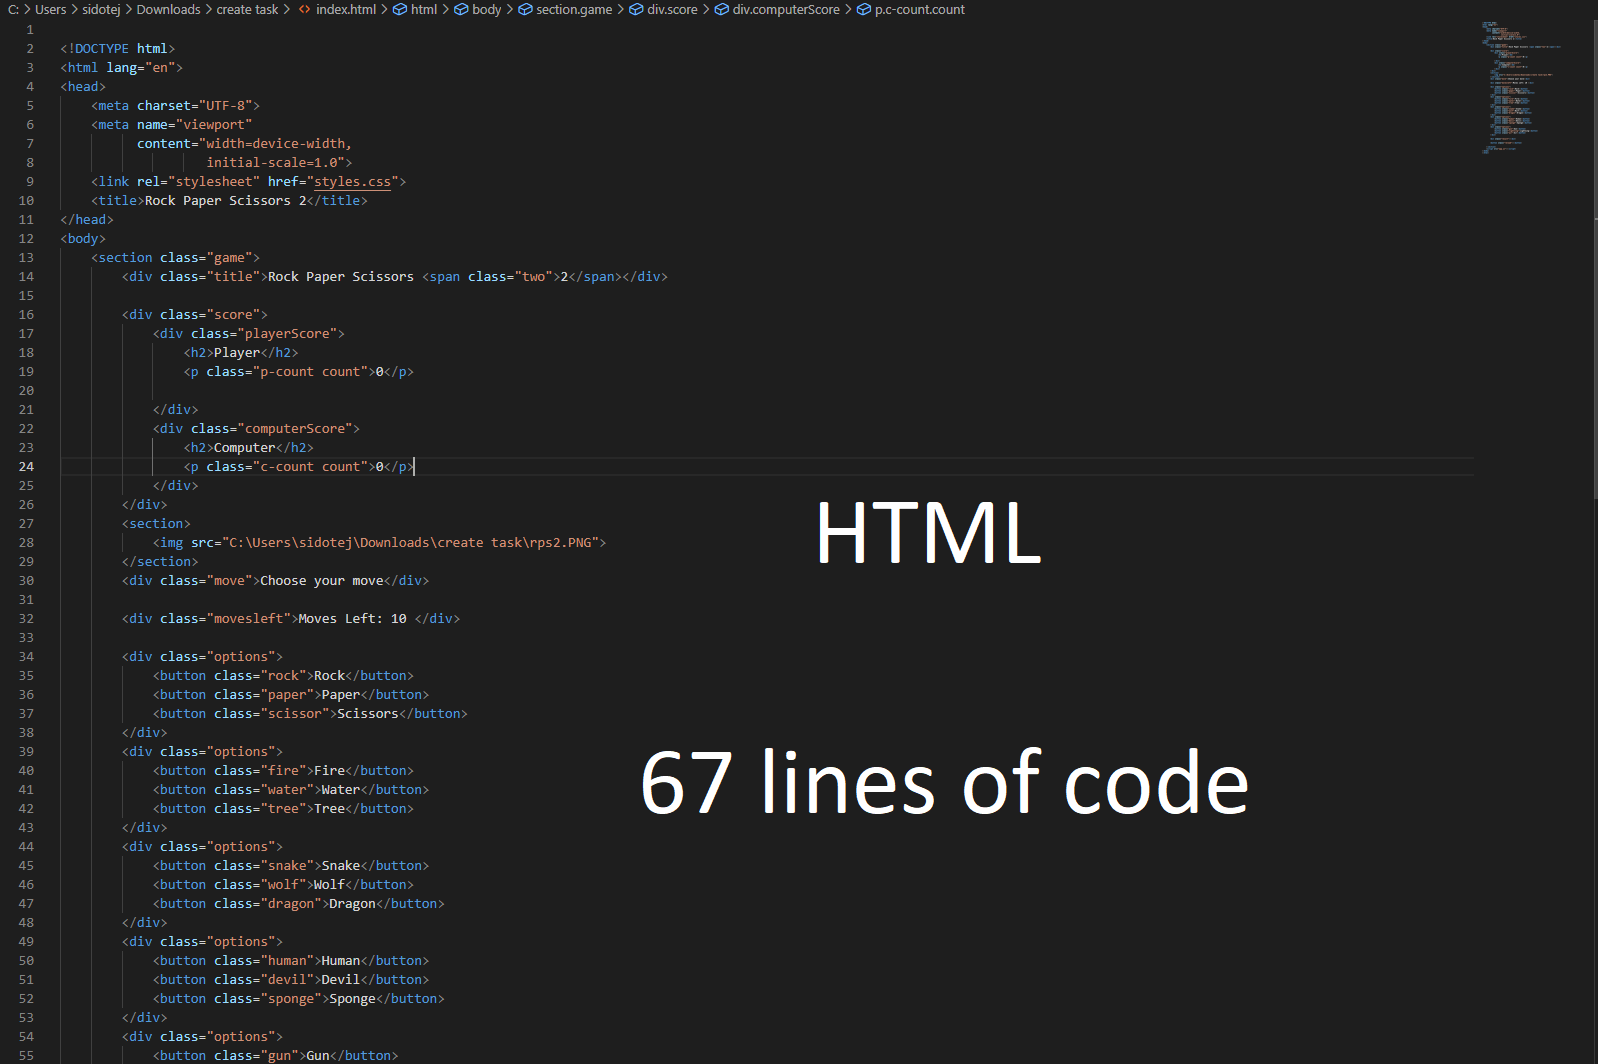 C: > Users > sidotej > Downloads > create task > <> index.html > html > body > section.game > div.score > div.computerScore > p.c-count.count
1
2 <!DOCTYPE html>
3 <html lang="en">
4 <head>
5 <meta charset="UTF-8">
6 <meta name="viewport"
7 content="width=device-width,
8 initial-scale=1.0">
9 <link rel="stylesheet" href="styles.css">
10 <title>Rock Paper Scissors 2</title>
11 </head>
12 <body>
13 <section class="game">
14 <div class="title">Rock Paper Scissors <span class="two">2</span></div>
15
16 <div class="score">
17 <div class="playerScore">
18 <h2>Player</h2>
19 <p class="p-count count">0</p>
20
21 </div>
22 <div class="computerScore">
23 <h2>Computer</h2>
24 <p class="c-count count">0</p>
25 </div>
26 </div>
27 <section>
28 <img src="C:\Users\sidotej\Downloads\create task\rps2.PNG">
29 </section>
30 <div class="move">Choose your move</div>
31
32 <div class="movesleft">Moves Left: 10 </div>
33
34 <div class="options">
35 <button class="rock">Rock</button>
36 <button class="paper">Paper</button>
37 <button class="scissor">Scissors</button>
38 </div>
39 <div class="options">
40 <button class="fire">Fire</button>
41 <button class="water">Water</button>
42 <button class="tree">Tree</button>
43 </div>
44 <div class="options">
45 <button class="snake">Snake</button>
46 <button class="wolf">Wolf</button>
47 <button class="dragon">Dragon</button>
48 </div>
49 <div class="options">
50 <button class="human">Human</button>
51 <button class="devil">Devil</button>
52 <button class="sponge">Sponge</button>
53 </div>
54 <div class="options">
55 <button class="gun">Gun</button>
HTML
67 lines of code